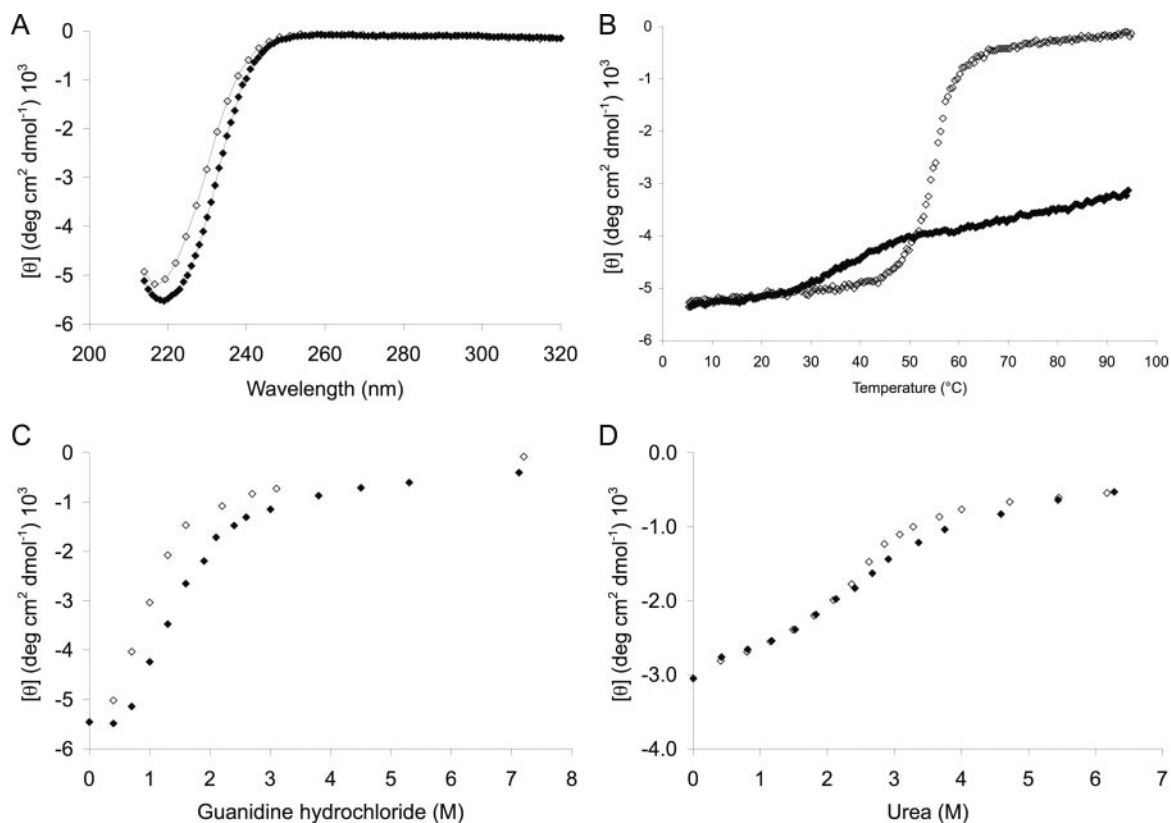 A
0
-1
-2
-3
-4
-5
-6
[θ] (deg cm² dmol⁻¹) 10³
200 220 240 260 280 300 320
Wavelength (nm)
B
0
-1
-2
-3
-4
-5
-6
[θ] (deg cm² dmol⁻¹) 10³
0 10 20 30 40 50 60 70 80 90 100
Temperature (°C)
C
0
-1
-2
-3
-4
-5
-6
[θ] (deg cm² dmol⁻¹) 10³
0 1 2 3 4 5 6 7 8
Guanidine hydrochloride (M)
D
0.0
-1.0
-2.0
-3.0
-4.0
[θ] (deg cm² dmol⁻¹) 10³
0 1 2 3 4 5 6 7
Urea (M)